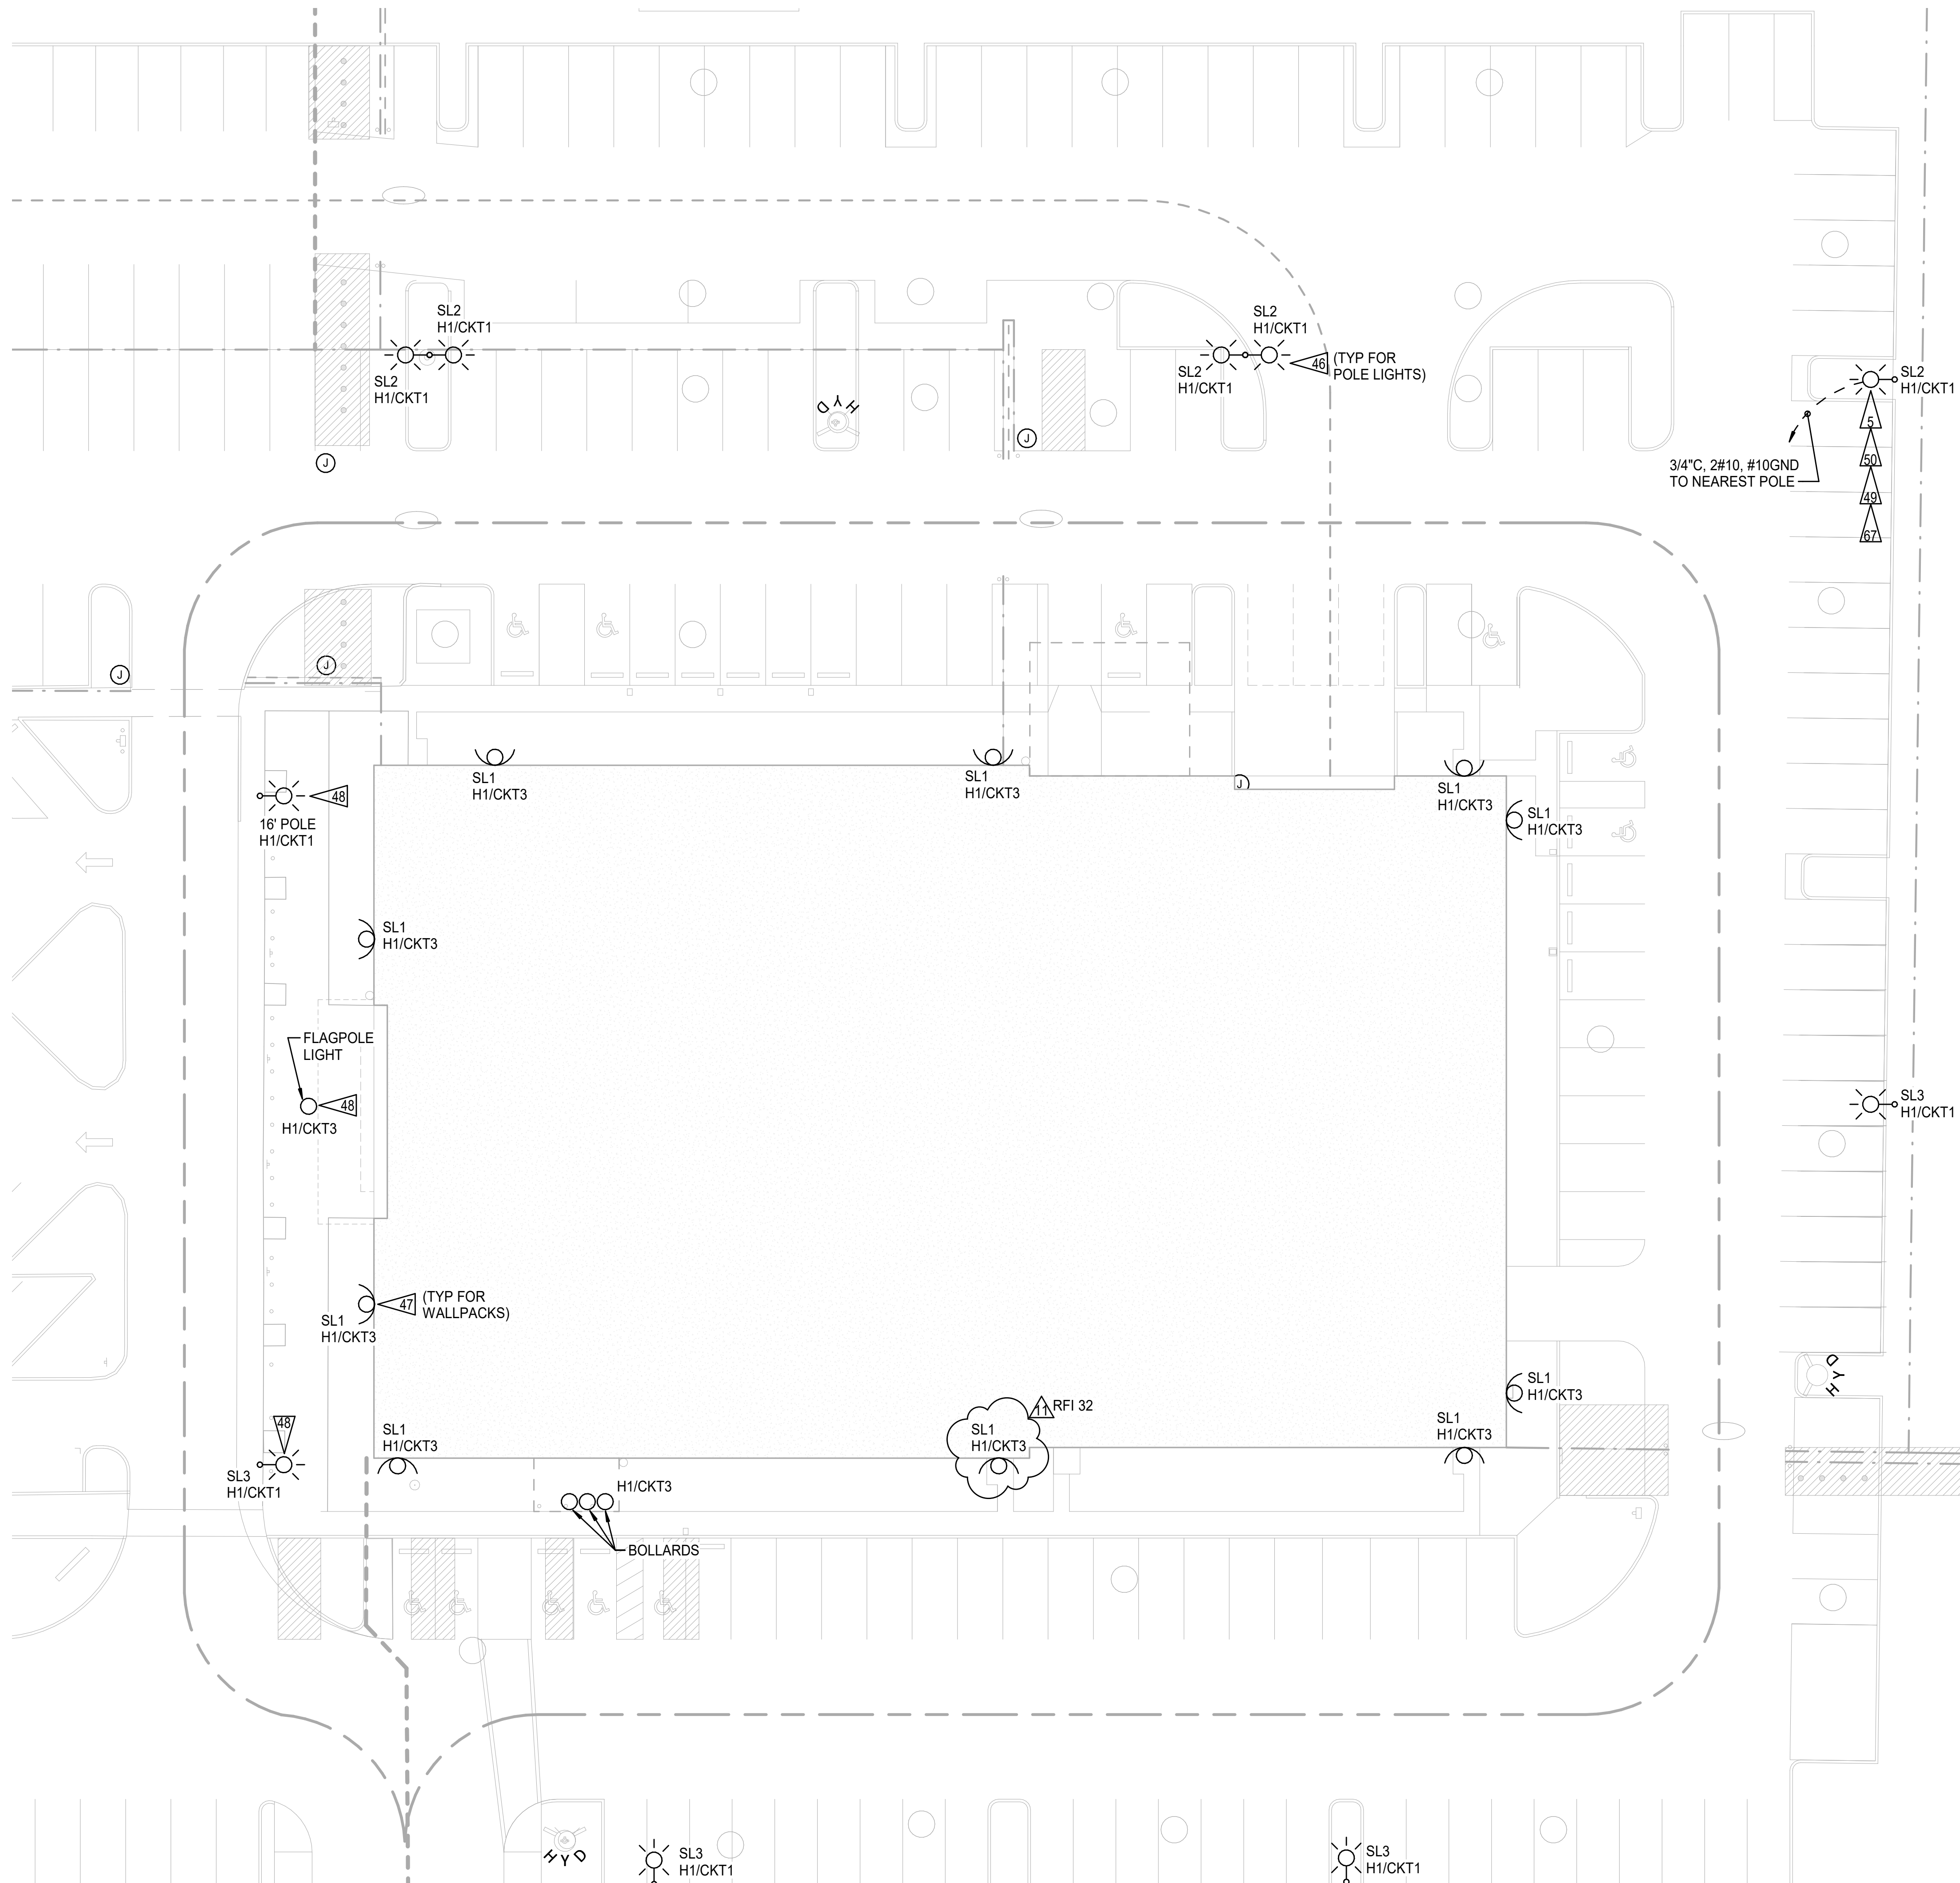 SL2
H1/CKT1
SL2
H1/CKT1
SL2
H1/CKT1
SL2
H1/CKT1
46
(TYP FOR
POLE LIGHTS)
SL2
H1/CKT1
5
50
49
67
3/4"C, 2#10, #10GND
TO NEAREST POLE
HYD
J
J
J
J
SL1
H1/CKT3
SL1
H1/CKT3
J
SL1
H1/CKT3
SL1
H1/CKT3
48
16' POLE
H1/CKT1
SL1
H1/CKT3
FLAGPOLE
LIGHT
48
H1/CKT3
SL3
H1/CKT1
47
(TYP FOR
WALLPACKS)
SL1
H1/CKT3
HYD
SL1
H1/CKT3
11
RFI 32
48
SL1
H1/CKT3
SL1
H1/CKT3
SL1
H1/CKT3
SL3
H1/CKT1
H1/CKT3
BOLLARDS
HYD
SL3
H1/CKT1
SL3
H1/CKT1